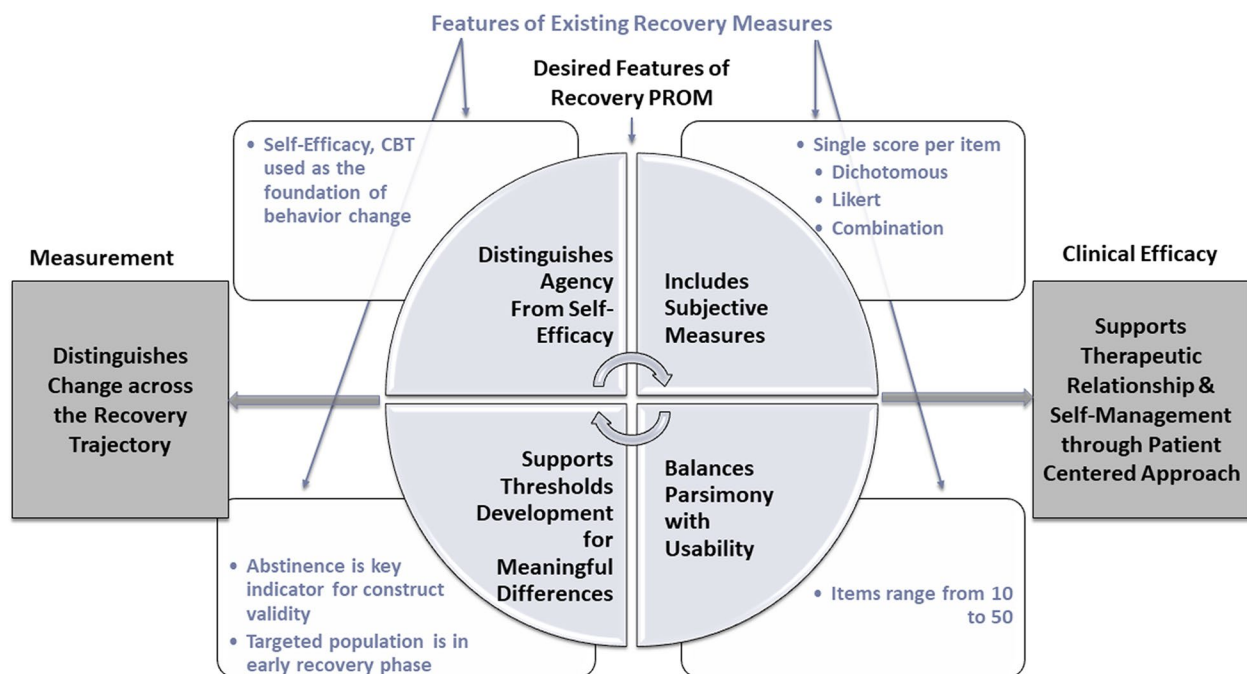 Features of Existing Recovery Measures
Desired Features of
Recovery PROM
• Self-Efficacy, CBT
used as the
foundation of
behavior change
• Single score per item
• Dichotomous
• Likert
• Combination
Measurement
Distinguishes
Change across
the Recovery
Trajectory
Distinguishes
Agency
From Self-
Efficacy
Includes
Subjective
Measures
Clinical Efficacy
Supports
Therapeutic
Relationship &
Self-Management
through Patient
Centered Approach
Supports
Thresholds
Development
for
Meaningful
Differences
Balances
Parsimony
with
Usability
• Abstinence is key
indicator for construct
validity
• Targeted population is in
early recovery phase
• Items range from 10
to 50